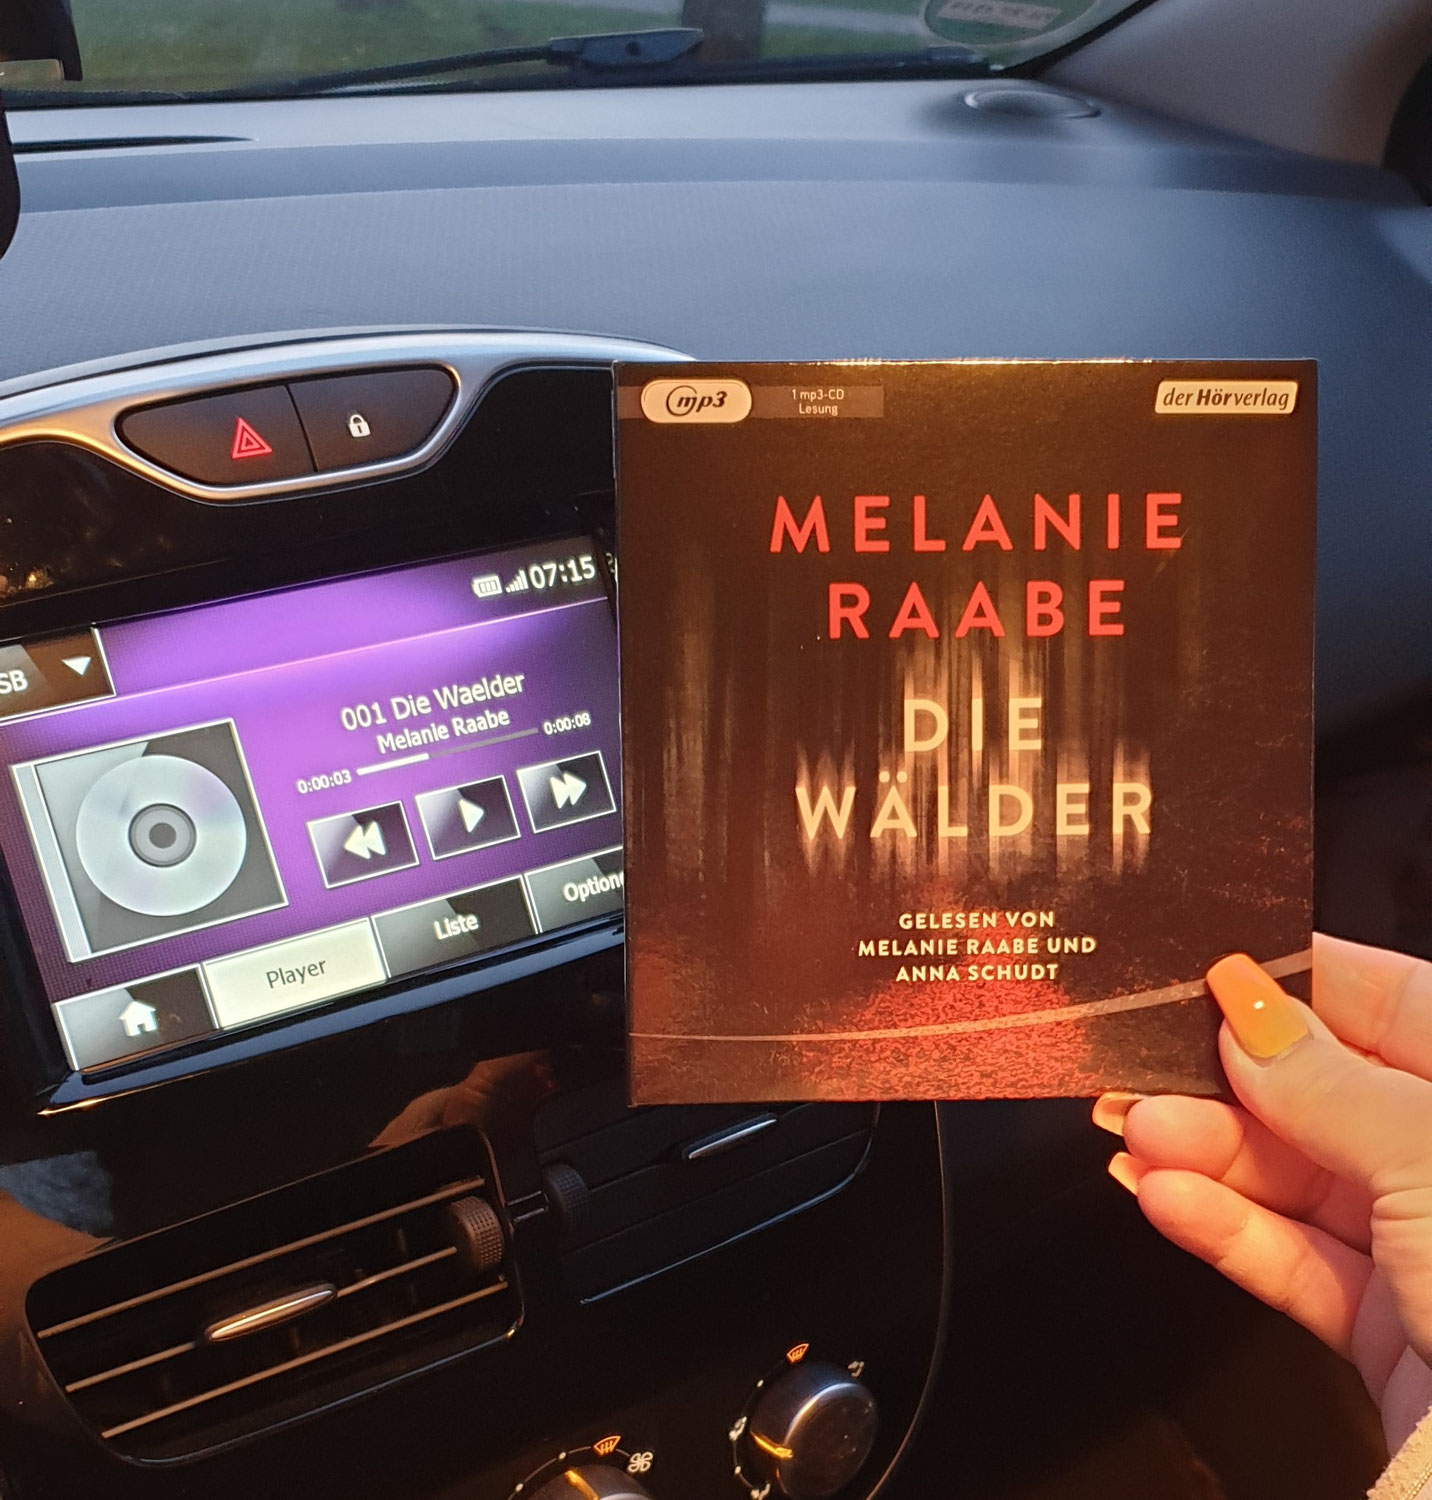 07:15
SB
001 Die Waelder
Melanie Raabe
0:00:03
0:00:08
Player
Liste
Option
mp3
1 mp3-CD
Lesung
der Hörverlag
MELANIE
RAABE
DIE
WÄLDER
GELESEN VON
MELANIE RAABE UND
ANNA SCHUDT